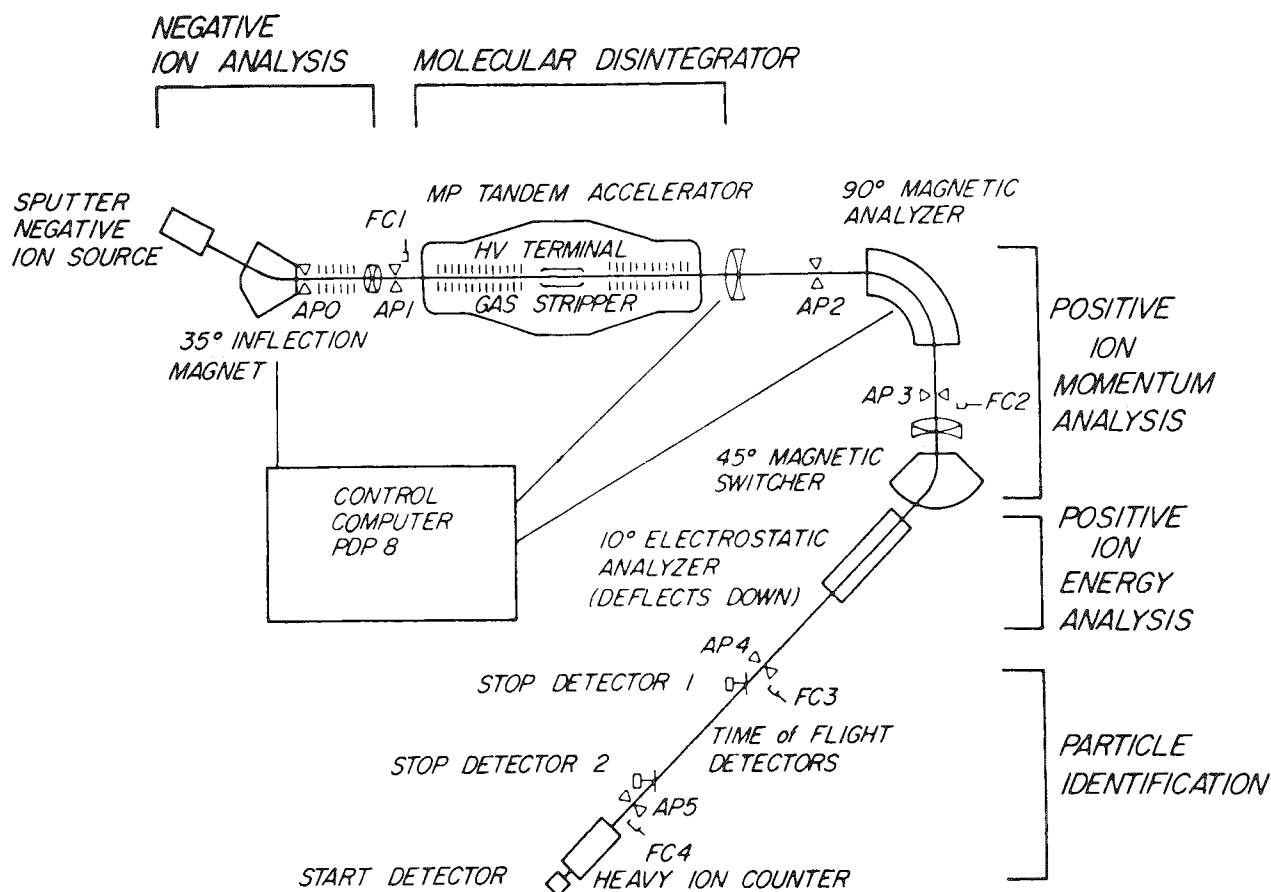 NEGATIVE
ION ANALYSIS
MOLECULAR DISINTEGRATOR
SPUTTER
NEGATIVE
ION SOURCE
FC1
MP TANDEM ACCELERATOR
90° MAGNETIC
ANALYZER
HV TERMINAL
GAS STRIPPER
AP0
AP1
AP2
35° INFLECTION
MAGNET
POSITIVE
ION
MOMENTUM
ANALYSIS
AP3
FC2
45° MAGNETIC
SWITCHER
CONTROL
COMPUTER
PDP 8
10° ELECTROSTATIC
ANALYZER
(DEFLECTS DOWN)
POSITIVE
ION
ENERGY
ANALYSIS
AP4
STOP DETECTOR 1
FC3
TIME of FLIGHT
DETECTORS
STOP DETECTOR 2
AP5
PARTICLE
IDENTIFICATION
FC4
START DETECTOR
HEAVY ION COUNTER